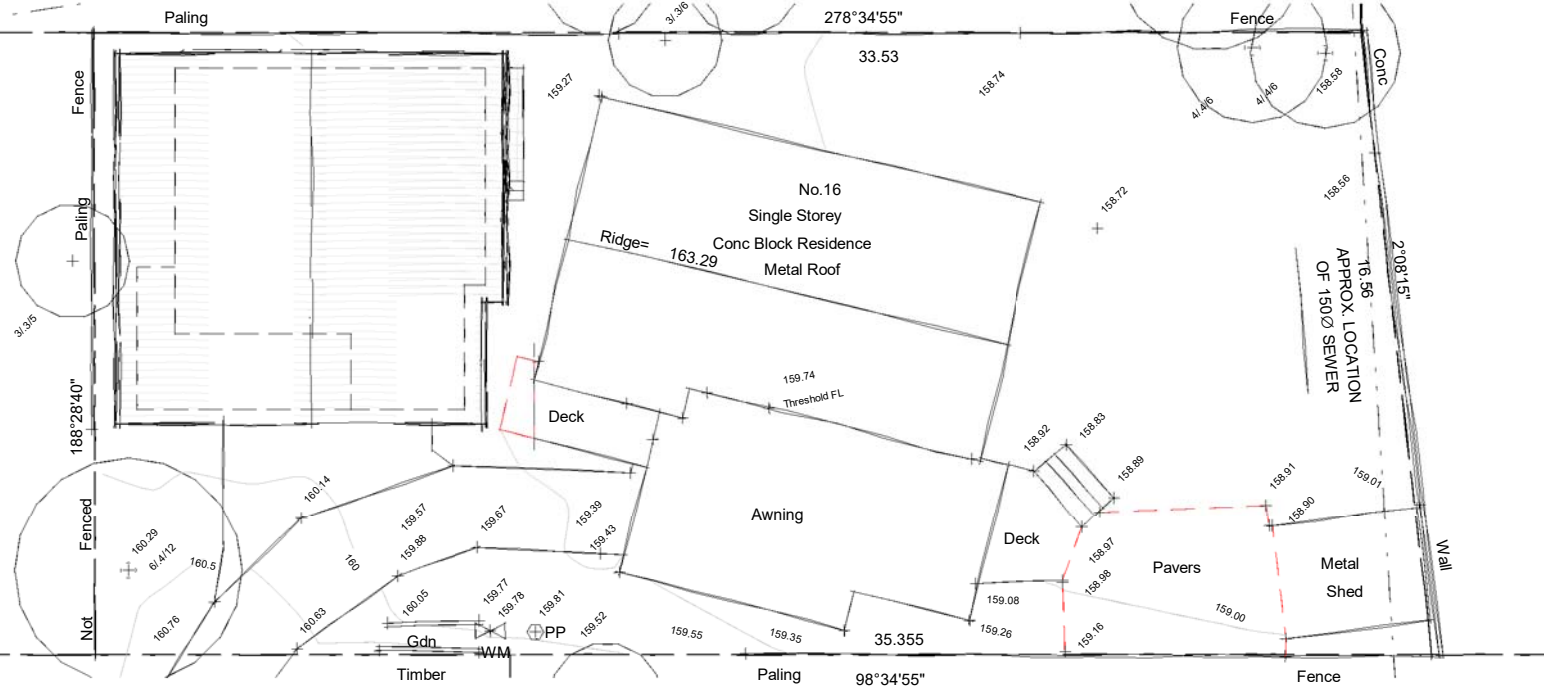 Paling
278°34'55"
Fence
33.53
3/.3/6
Fence
159.27
158.74
4/.4/6
4/.4/6
158.58
Conc
Paling
3/.3/5
No.16
Single Storey
Conc Block Residence
Metal Roof
Ridge= 163.29
158.72
158.56
16.56
2°08'15"
APPROX. LOCATION
OF 150Ø SEWER
159.74
Threshold FL
Deck
188°28'40"
158.92
158.83
158.89
158.91
158.90
159.01
160.14
159.57
159.67
159.39
159.88
159.43
Awning
Deck
158.97
158.98
Pavers
Metal
Shed
Wall
Fenced
160.29
6/.4/12
160.5
160
Not
160.76
160.63
160.05
159.77
159.78
159.81
159.52
PP
Gdn
WM
159.55
159.35
35.355
159.08
159.26
159.16
159.00
Timber
Paling
98°34'55"
Fence